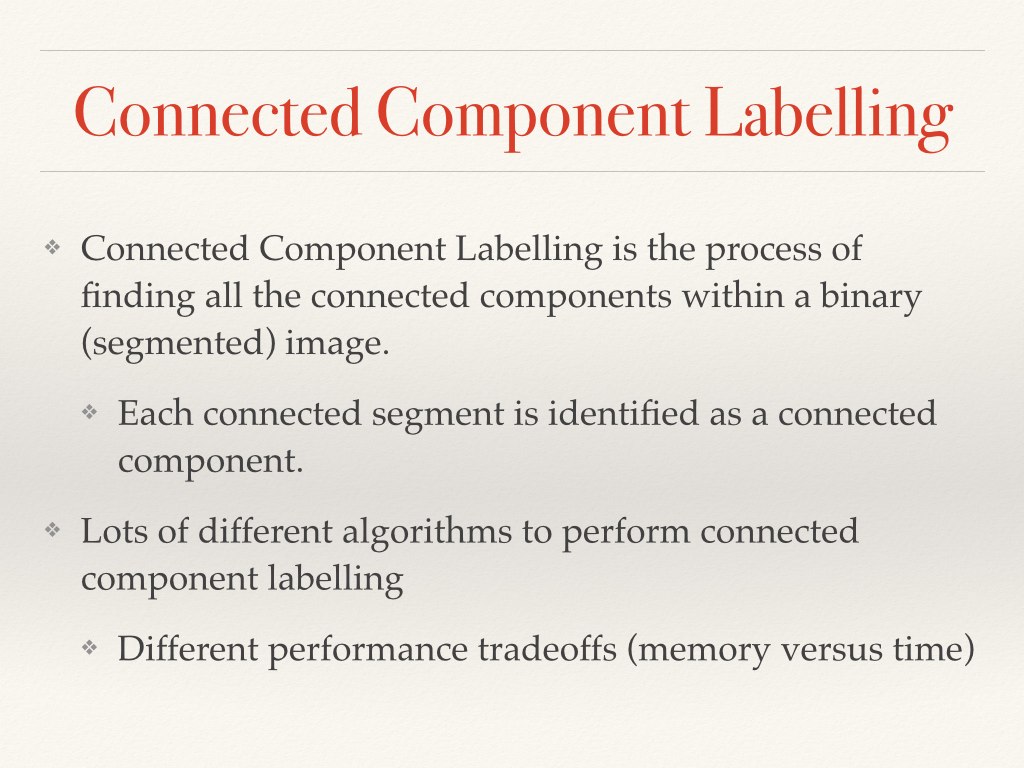 Connected Component Labelling
❖ Connected Component Labelling is the process of
finding all the connected components within a binary
(segmented) image.
❖ Each connected segment is identified as a connected
component.
❖ Lots of different algorithms to perform connected
component labelling
❖ Different performance tradeoffs (memory versus time)